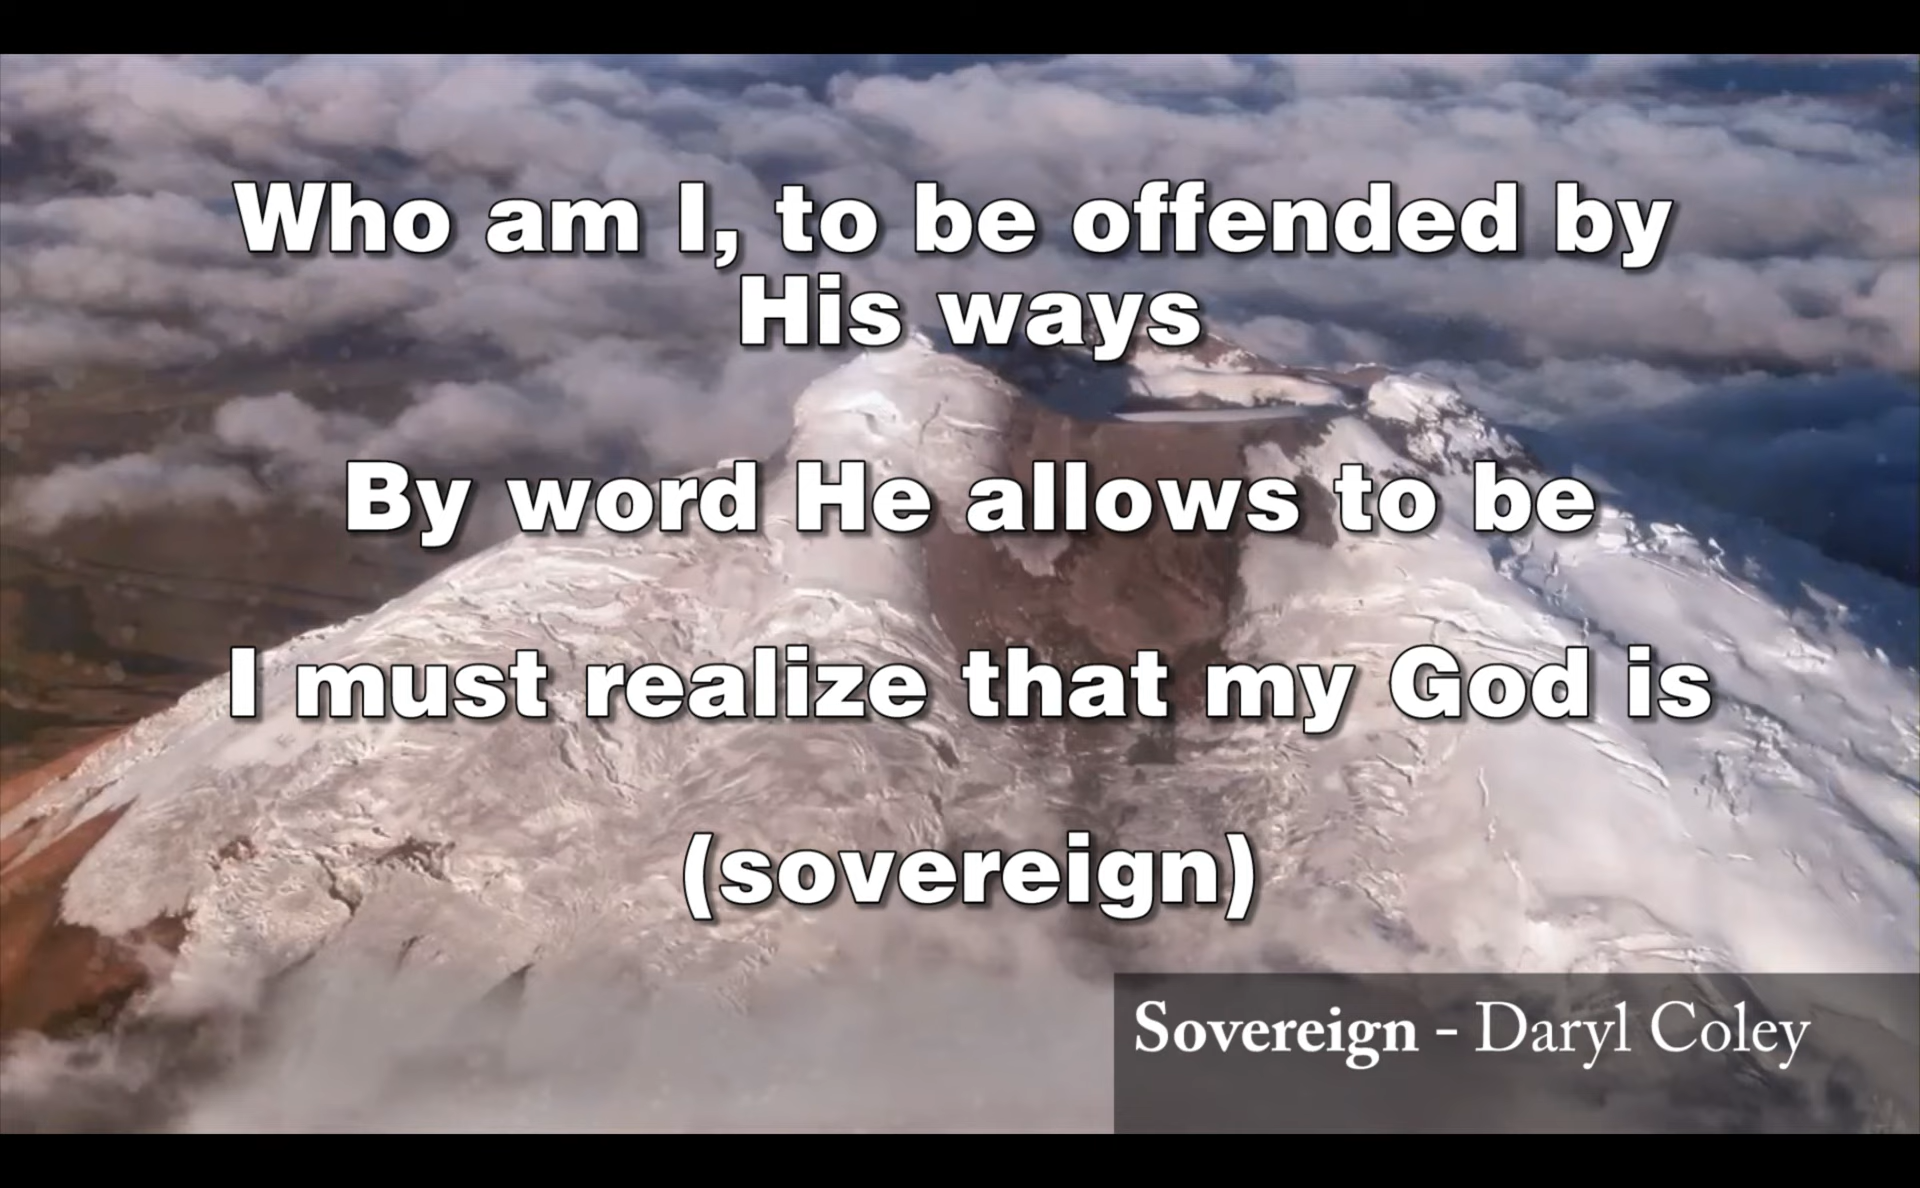 Who am I, to be offended by
His ways
By word He allows to be
I must realize that my God is
(sovereign)
Sovereign - Daryl Coley